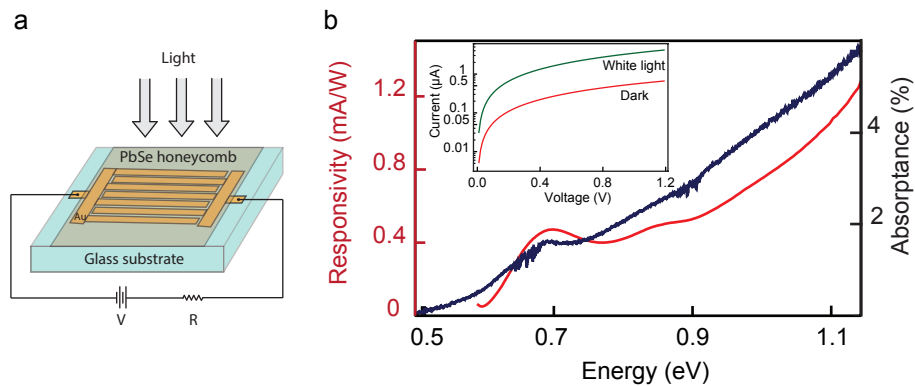 a
Light
PbSe honeycomb
Au
Glass substrate
V
R
b
Responsivity (mA/W)
1.2
0.8
0.4
0
Current (µA)
1
0.5
0.1
0.05
0.01
White light
Dark
0.0
0.4
0.8
1.2
Voltage (V)
4
2
Absorptance (%)
0.5
0.7
0.9
1.1
Energy (eV)